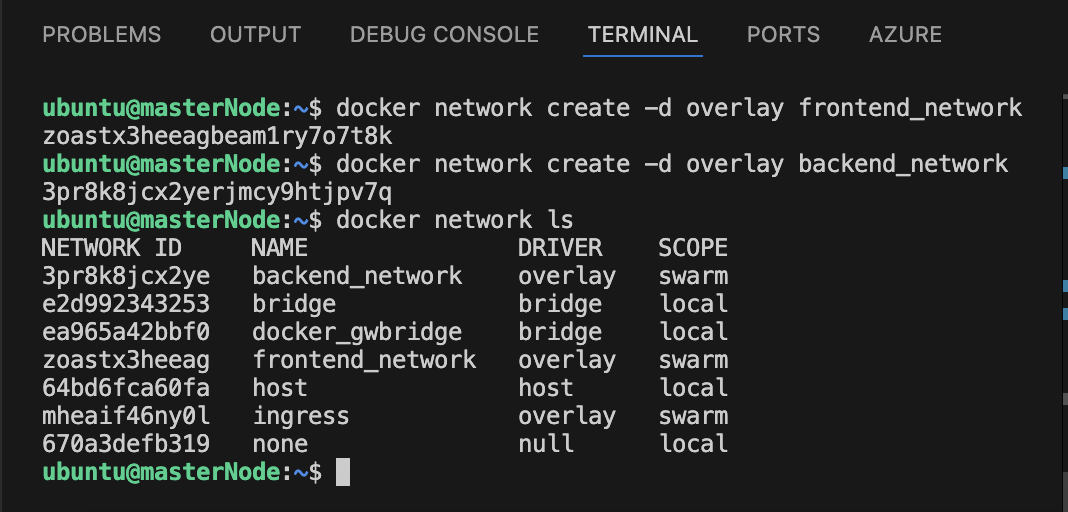 PROBLEMS OUTPUT DEBUG CONSOLE TERMINAL PORTS AZURE
ubuntu@masterNode:~$ docker network create -d overlay frontend_network
zoastx3heeagbeam1ry7o7t8k
ubuntu@masterNode:~$ docker network create -d overlay backend_network
3pr8k8jcx2yerjmcy9htjpv7q
ubuntu@masterNode:~$ docker network ls
NETWORK ID NAME DRIVER SCOPE
3pr8k8jcx2ye backend_network overlay swarm
e2d992343253 bridge bridge local
ea965a42bbf0 docker_gwbridge bridge local
zoastx3heeag frontend_network overlay swarm
64bd6fca60fa host host local
mheaif46ny0l ingress overlay swarm
670a3defb319 none null local
ubuntu@masterNode:~$